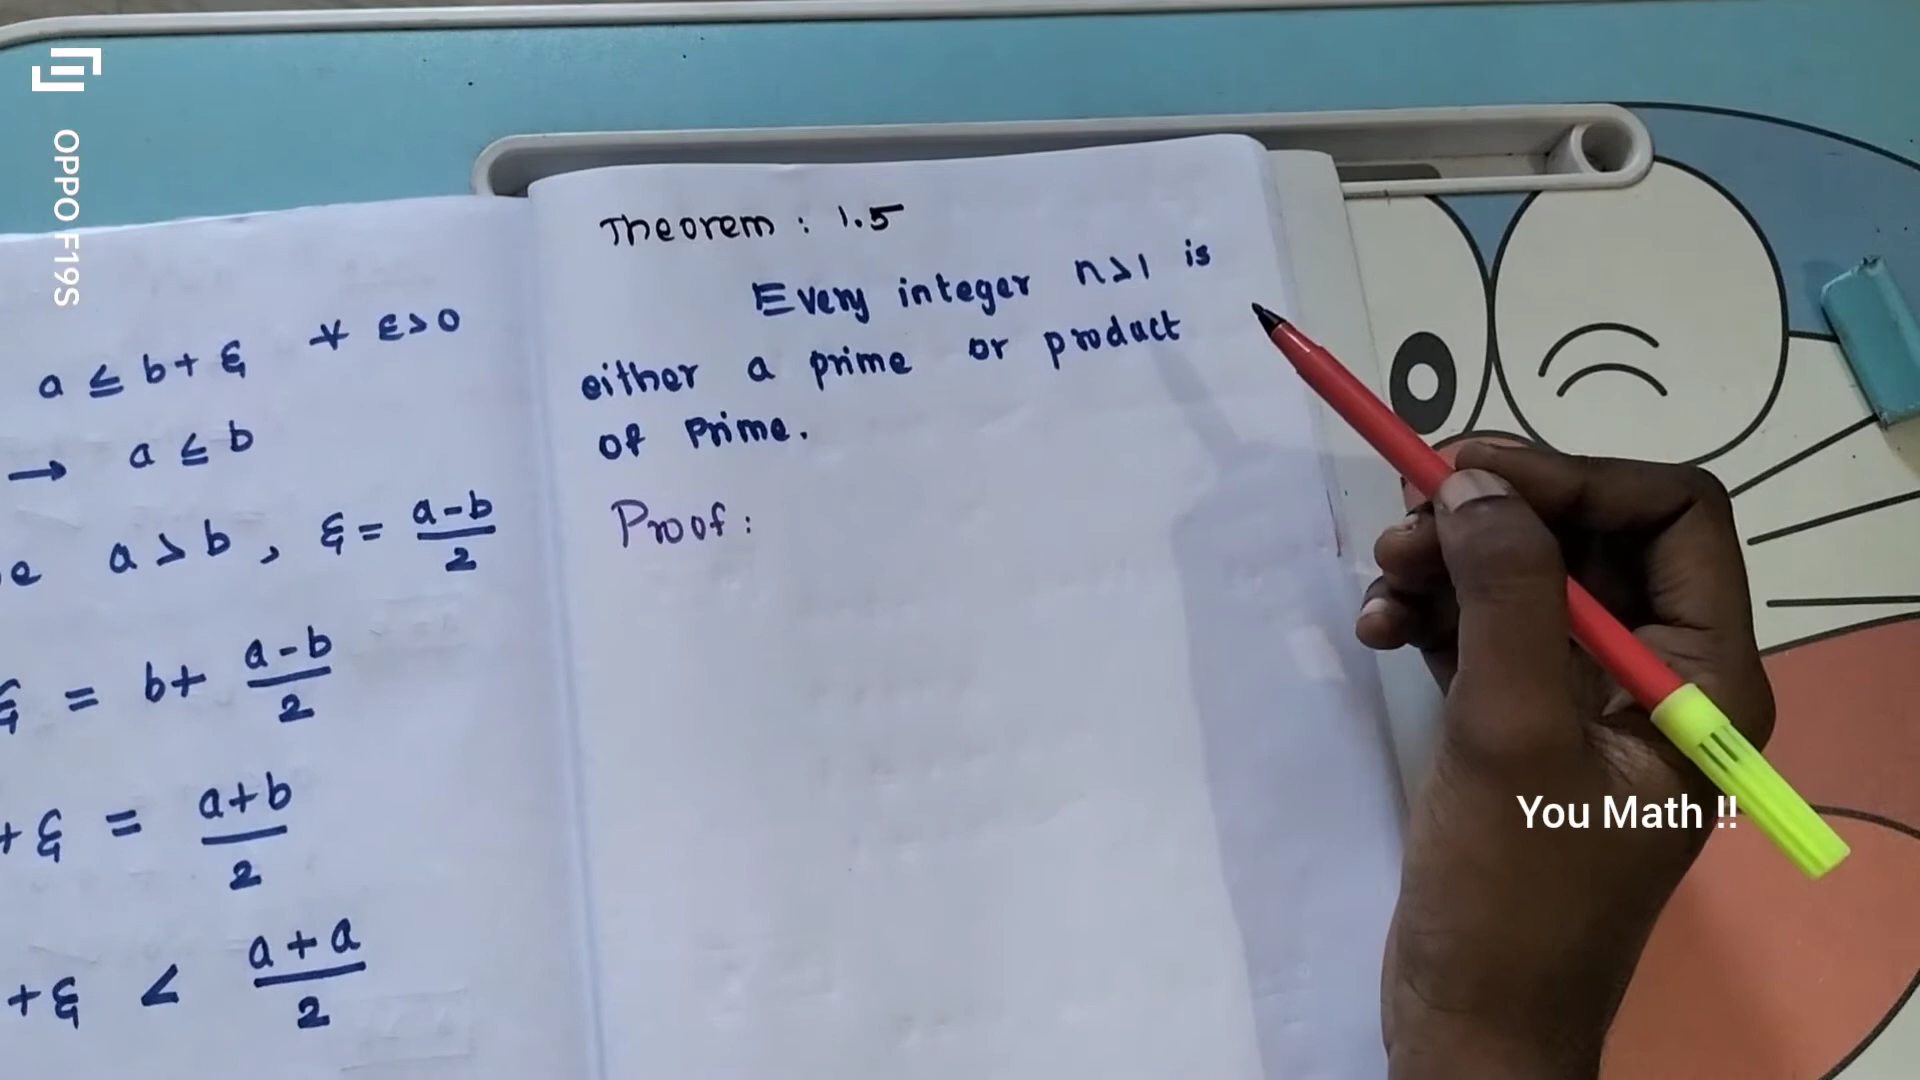 OPPO F19S
a ≤ b + ε ∀ ε > 0
→ a ≤ b
e a > b, ε = a-b/2
ε = b + a-b/2
+ ε = a+b/2
+ ε < a+a/2
Theorem : 1.5
Every integer n>1 is
either a prime or product
of Prime.
Proof :
You Math !!